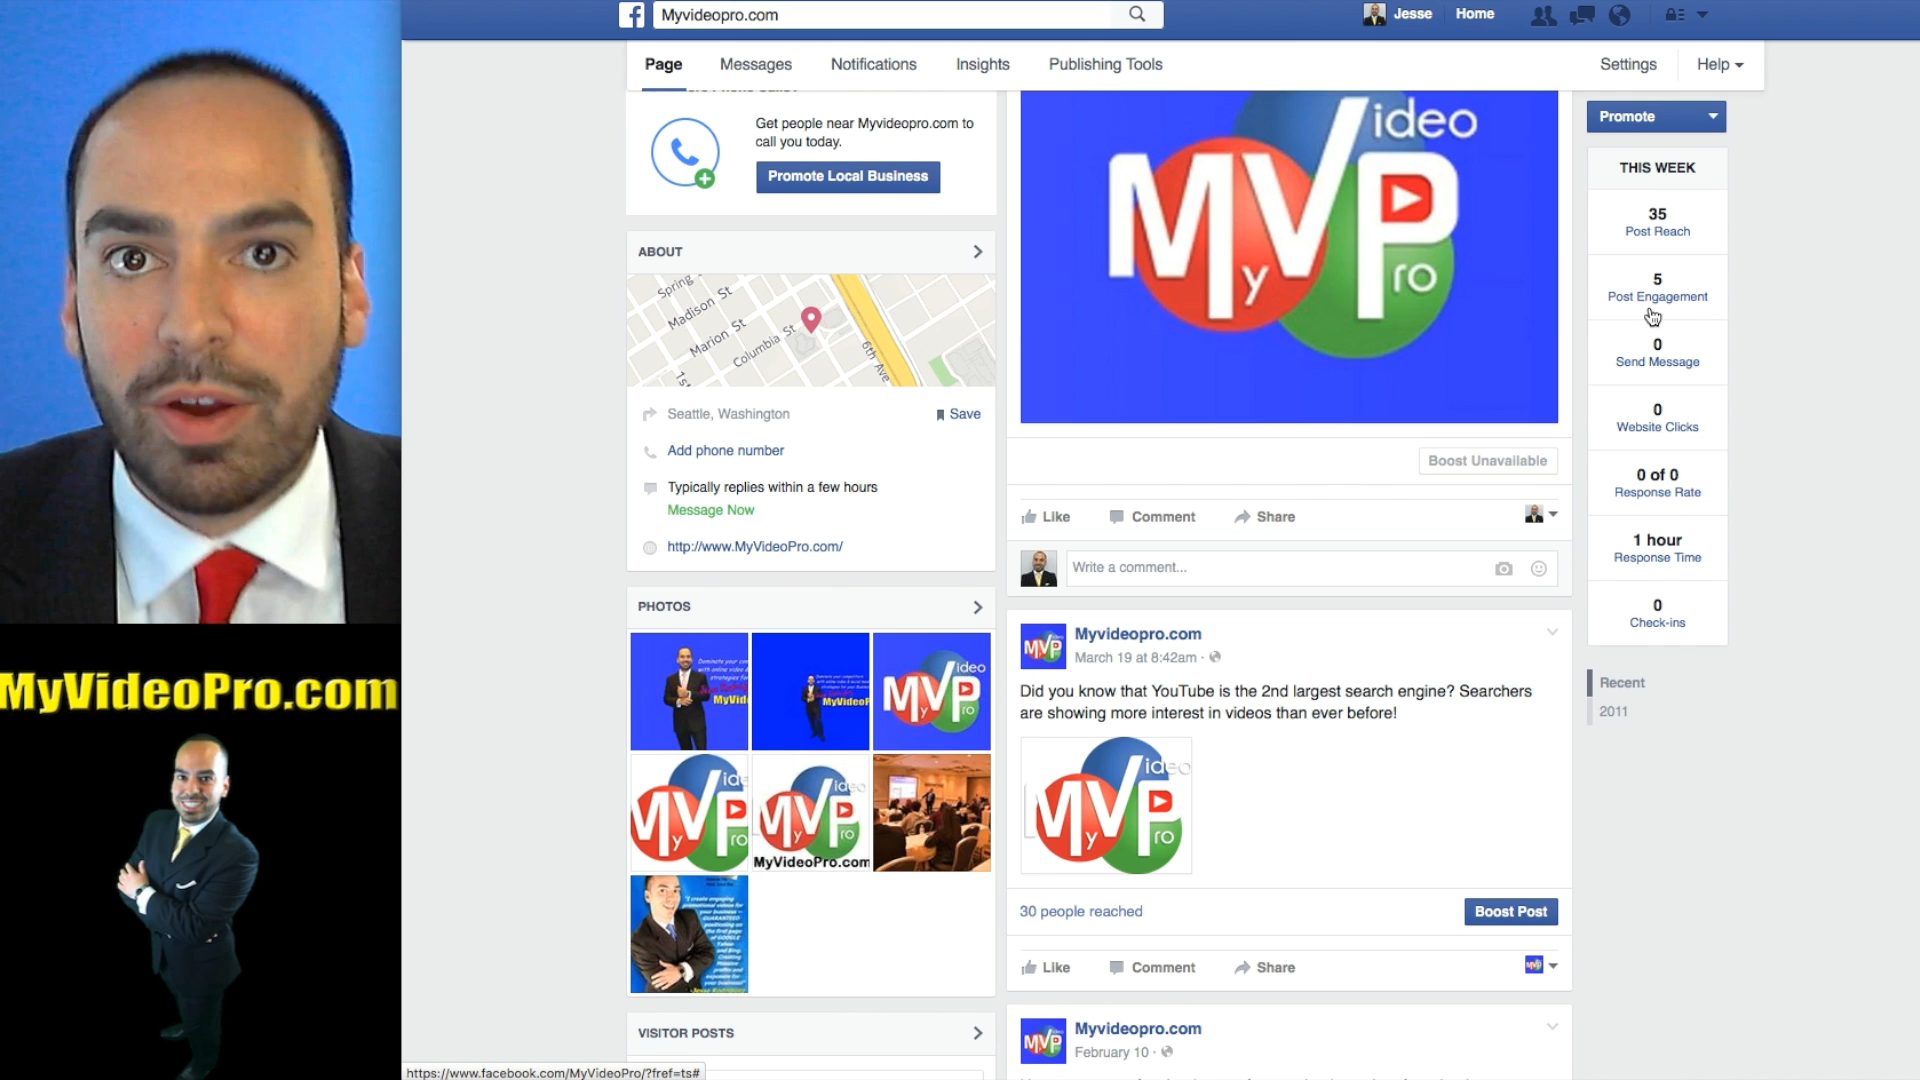 Myvideopro.com
Jesse
Home
Page
Messages
Notifications
Insights
Publishing Tools
Settings
Help
Get people near Myvideopro.com to
call you today.
Promote Local Business
ABOUT
Spring
Madison St
Marion St
Columbia St
6th Ave
Seattle, Washington
Save
Add phone number
Typically replies within a few hours
Message Now
http://www.MyVideoPro.com/
PHOTOS
MyVideoPro.com
VISITOR POSTS
MyVideoPro
Boost Unavailable
Like
Comment
Share
Write a comment...
Myvideopro.com
March 19 at 8:42am
Did you know that YouTube is the 2nd largest search engine? Searchers
are showing more interest in videos than ever before!
MyVideoPro
30 people reached
Boost Post
Like
Comment
Share
Myvideopro.com
February 10
Promote
THIS WEEK
35
Post Reach
5
Post Engagement
0
Send Message
0
Website Clicks
0 of 0
Response Rate
1 hour
Response Time
0
Check-ins
Recent
2011
MyVideoPro.com
https://www.facebook.com/MyVideoPro/?fref=ts#